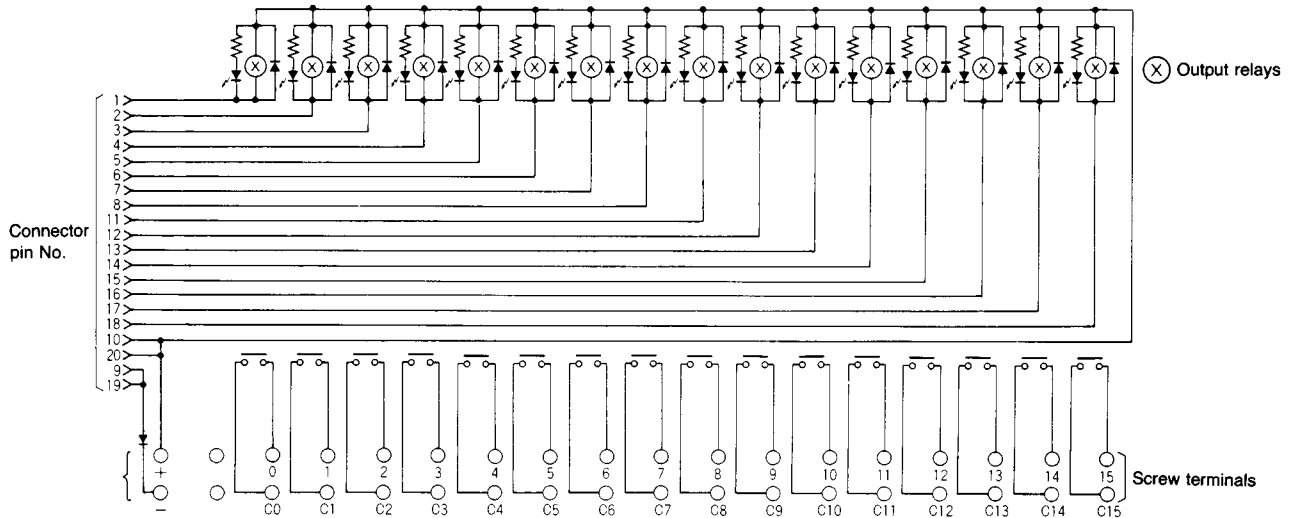 X X X X X X X X X X X X X X X X
X Output relays
1
2
3
4
5
6
7
8
11
Connector
pin No.
12
13
14
15
16
17
18
10
20
9
19
+ 0 1 2 3 4 5 6 7 8 9 10 11 12 13 14 15
Screw terminals
− C0 C1 C2 C3 C4 C5 C6 C7 C8 C9 C10 C11 C12 C13 C14 C15